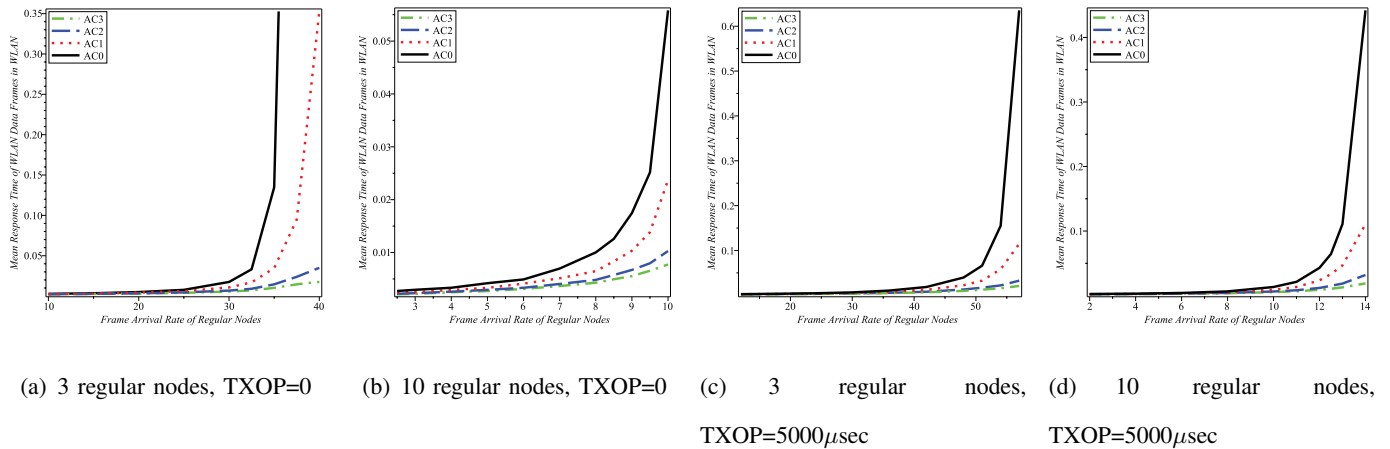 0.35
0.30
0.25
0.20
0.15
0.10
0.05
10
20
30
40
Mean Response Time of WLAN Data Frames in WLAN
Frame Arrival Rate of Regular Nodes
AC3
AC2
AC1
AC0
0.05
0.04
0.03
0.02
0.01
3
4
5
6
7
8
9
10
Mean Response Time of WLAN Data Frames in WLAN
Frame Arrival Rate of Regular Nodes
AC3
AC2
AC1
AC0
0.6
0.5
0.4
0.3
0.2
0.1
20
30
40
50
Mean Response Time of WLAN Data Frames in WLAN
Frame Arrival Rate of Regular Nodes
AC3
AC2
AC1
AC0
0.4
0.3
0.2
0.1
2
4
6
8
10
12
14
Mean Response Time of WLAN Data Frames in WLAN
Frame Arrival Rate of Regular Nodes
AC3
AC2
AC1
AC0
(a) 3 regular nodes, TXOP=0
(b) 10 regular nodes, TXOP=0
(c) 3 regular nodes,
TXOP=5000μsec
(d) 10 regular nodes,
TXOP=5000μsec